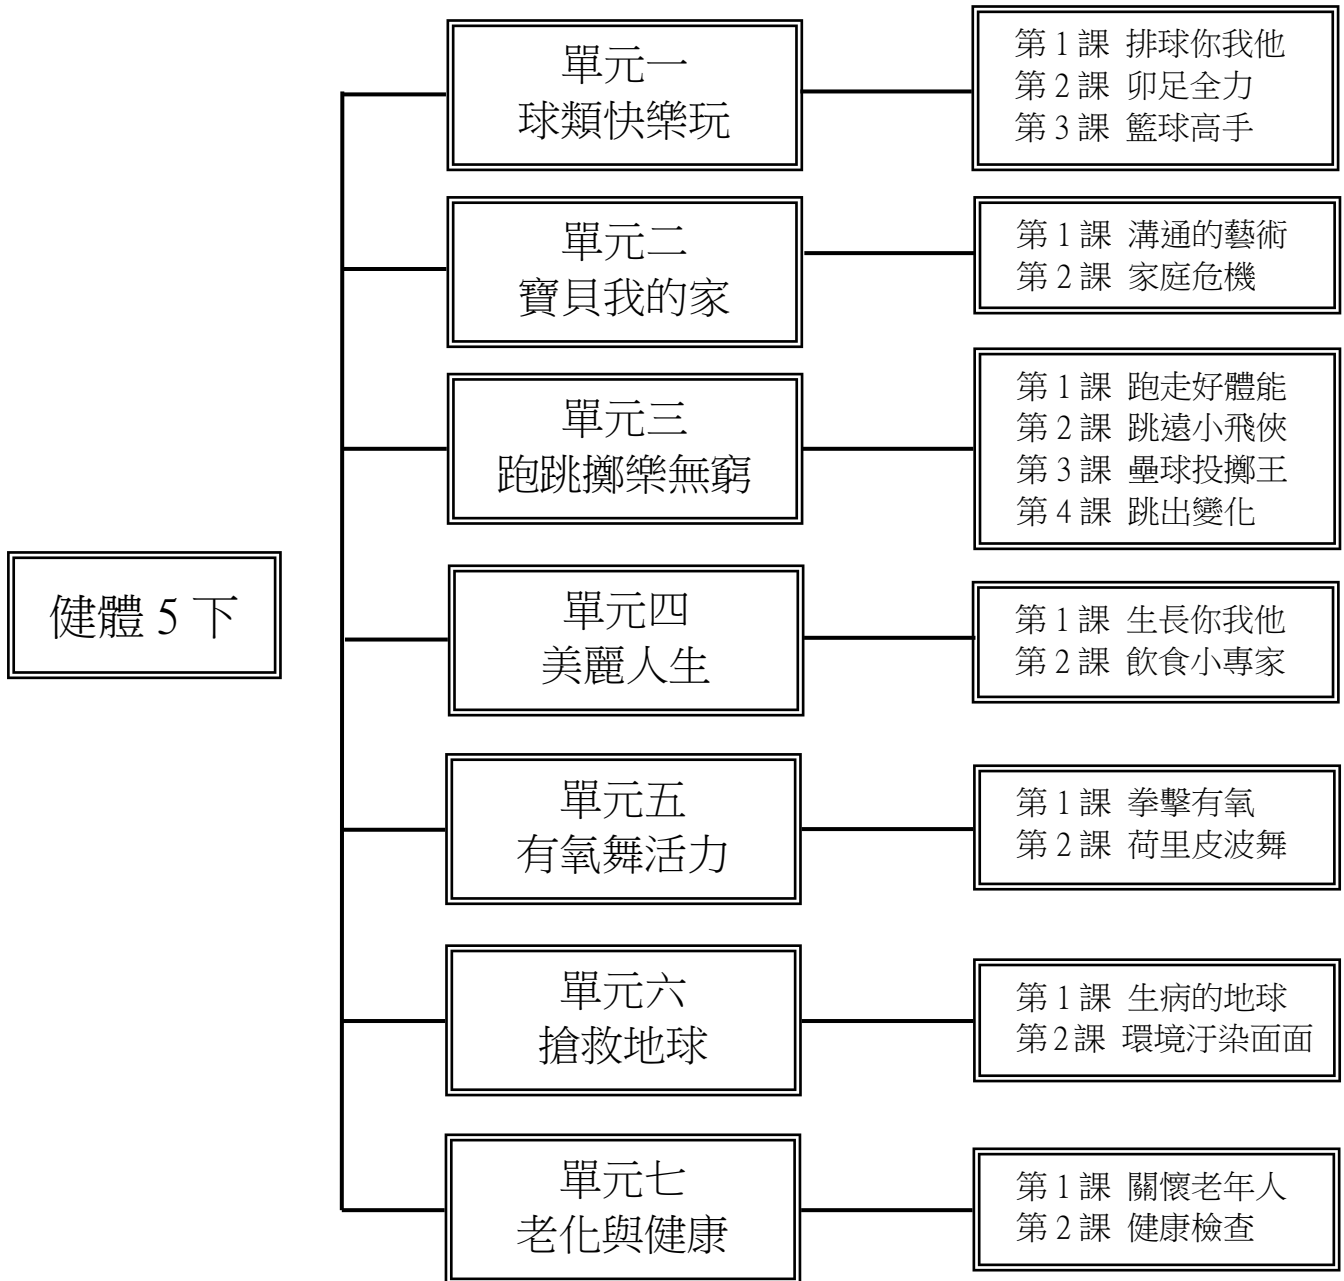 健體 5 下
單元一
球類快樂玩
第 1 課 排球你我他
第 2 課 卯足全力
第 3 課 籃球高手
單元二
寶貝我的家
第 1 課 溝通的藝術
第 2 課 家庭危機
單元三
跑跳擲樂無窮
第 1 課 跑走好體能
第 2 課 跳遠小飛俠
第 3 課 壘球投擲王
第 4 課 跳出變化
單元四
美麗人生
第 1 課 生長你我他
第 2 課 飲食小專家
單元五
有氧舞活力
第 1 課 拳擊有氧
第 2 課 荷里皮波舞
單元六
搶救地球
第 1 課 生病的地球
第 2 課 環境汙染面面
單元七
老化與健康
第 1 課 關懷老年人
第 2 課 健康檢查